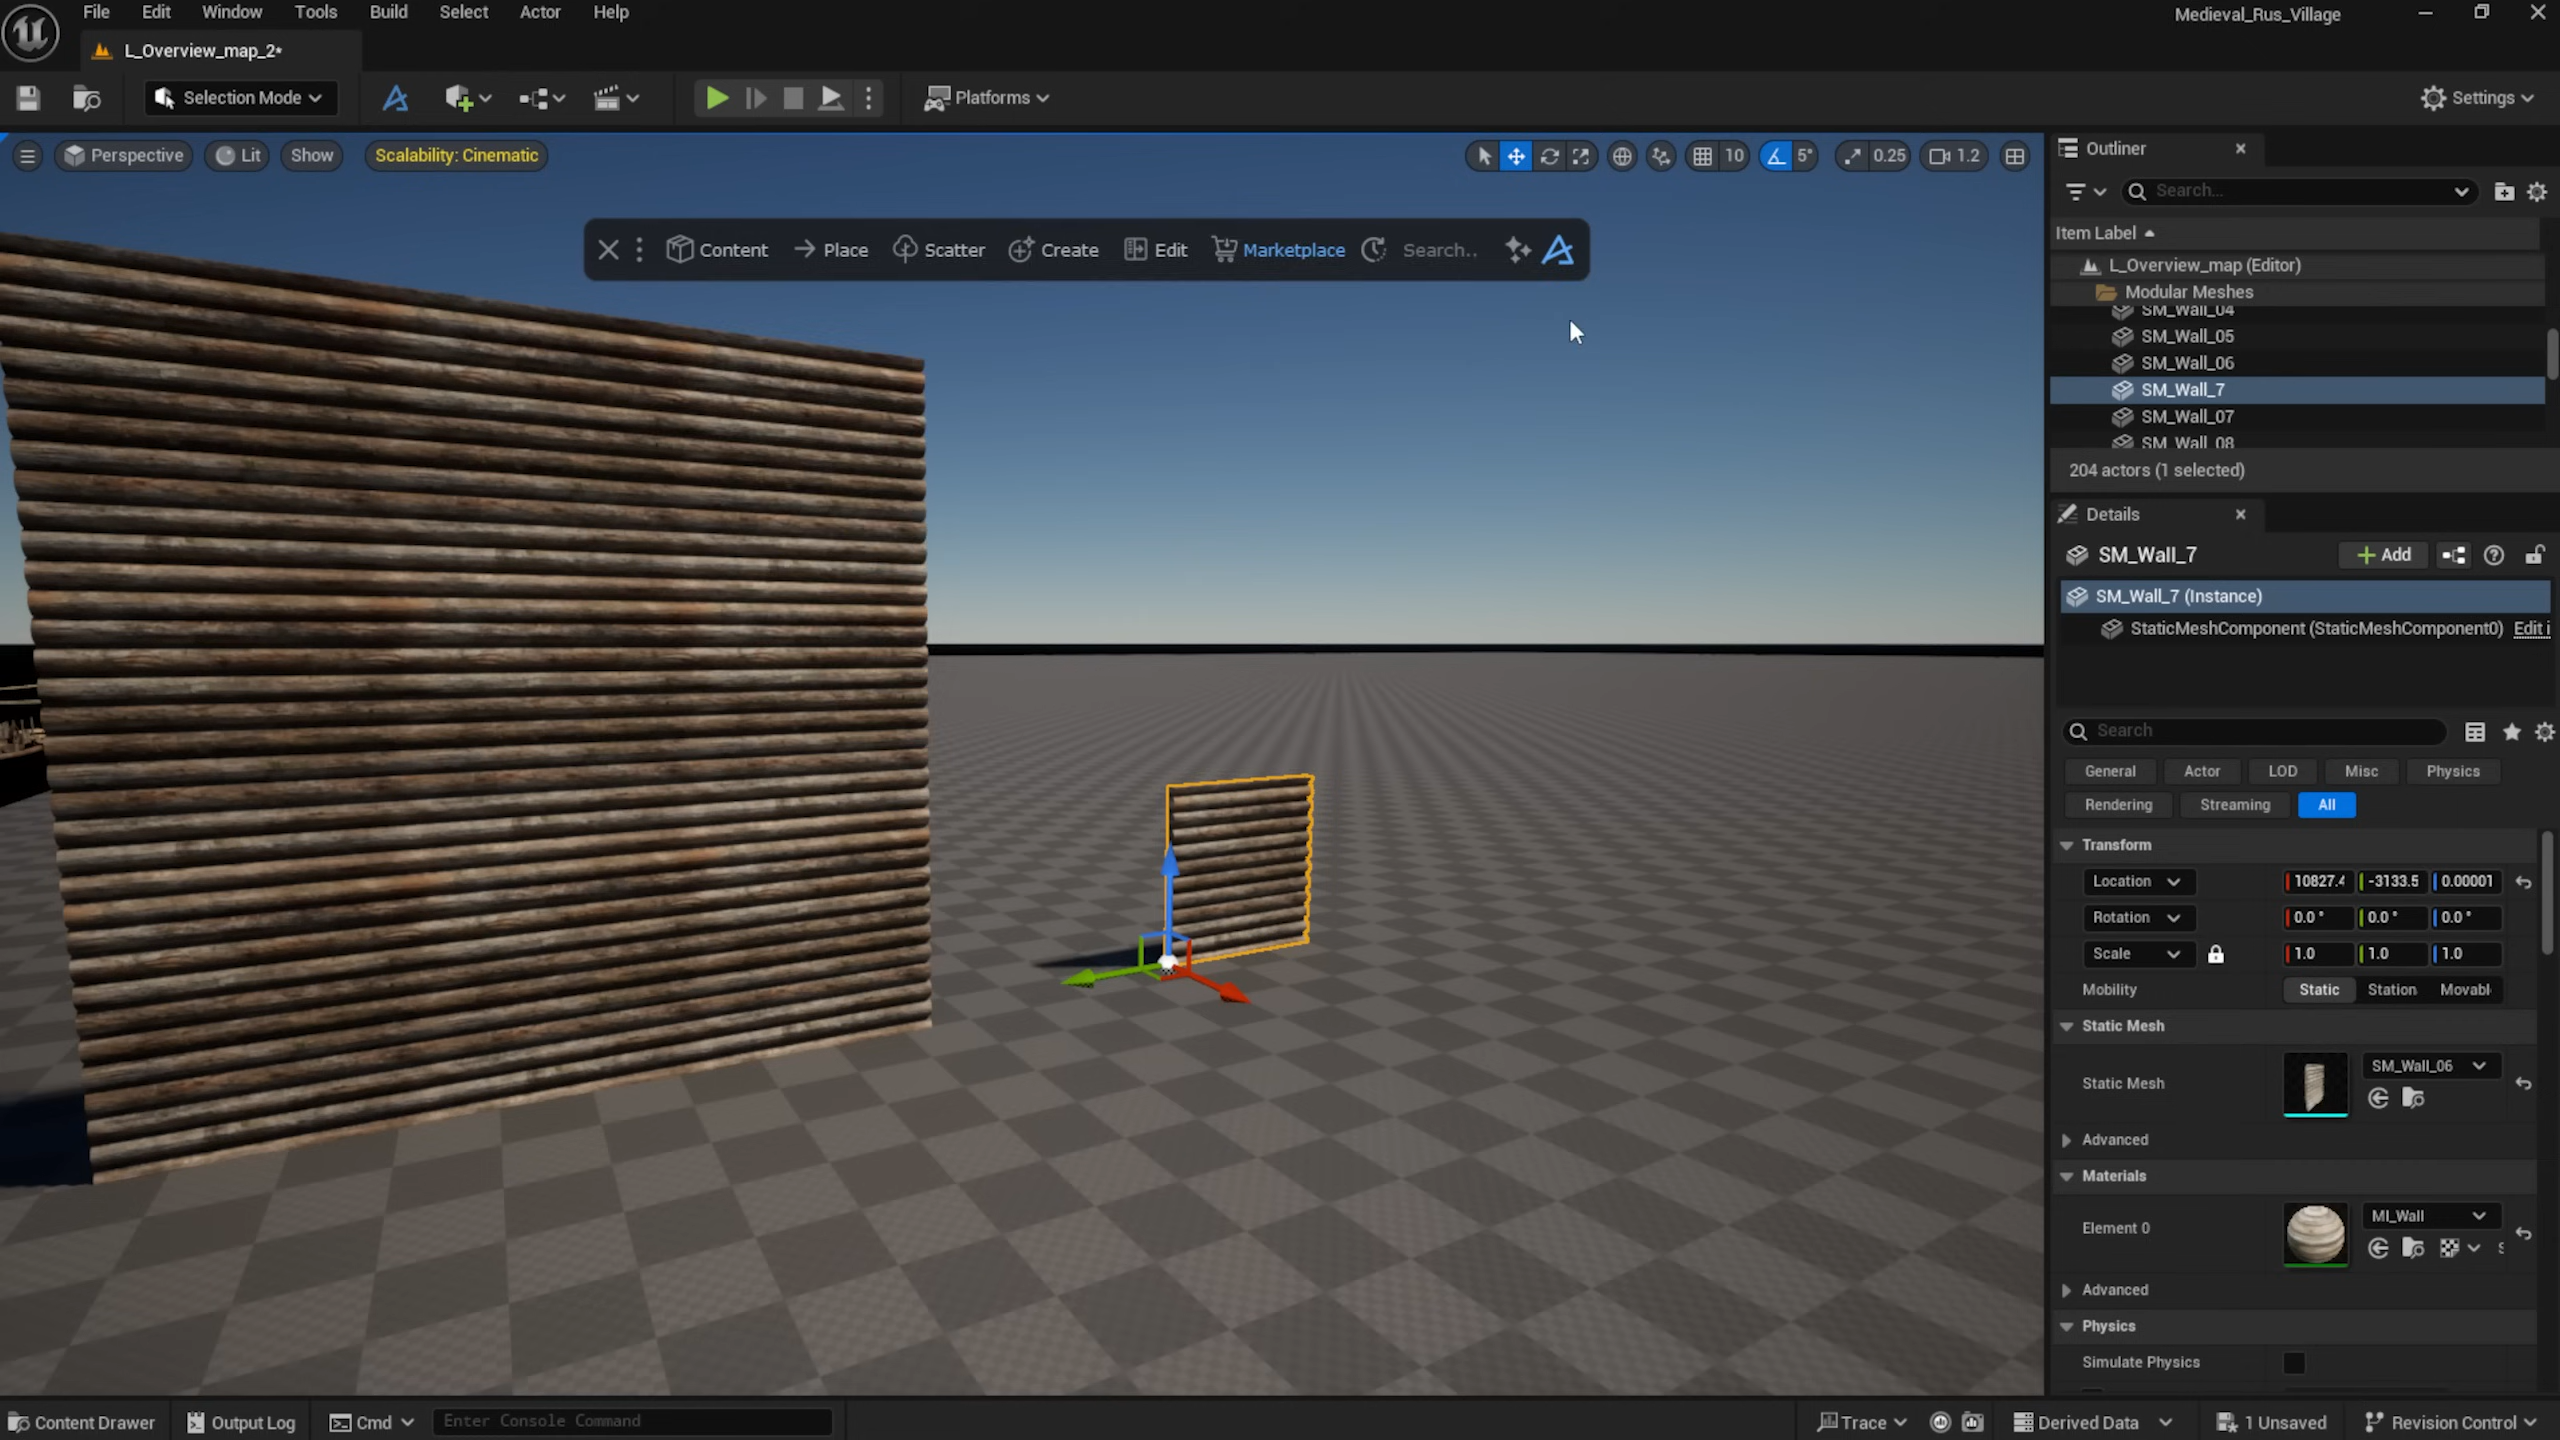 File Edit Window Tools Build Select Actor Help
Medieval_Rus_Village
L_Overview_map_2*
Selection Mode
Platforms
Settings
Perspective Lit Show Scalability: Cinematic
10 5° 0.25 1.2
Content Place Scatter Create Edit Marketplace Search..
Outliner
Search...
Item Label
L_Overview_map (Editor)
Modular Meshes
SM_Wall_04
SM_Wall_05
SM_Wall_06
SM_Wall_7
SM_Wall_07
SM_Wall_08
204 actors (1 selected)
Details
SM_Wall_7
Add
SM_Wall_7 (Instance)
StaticMeshComponent (StaticMeshComponent0) Edit i
Search
General Actor LOD Misc Physics
Rendering Streaming All
Transform
Location 10827.4 -3133.5 0.00001
Rotation 0.0° 0.0° 0.0°
Scale 1.0 1.0 1.0
Mobility Static Station Movabl
Static Mesh
Static Mesh SM_Wall_06
Advanced
Materials
Element 0 MI_Wall
Advanced
Physics
Simulate Physics
Content Drawer Output Log Cmd Enter Console Command
Trace Derived Data 1 Unsaved Revision Control